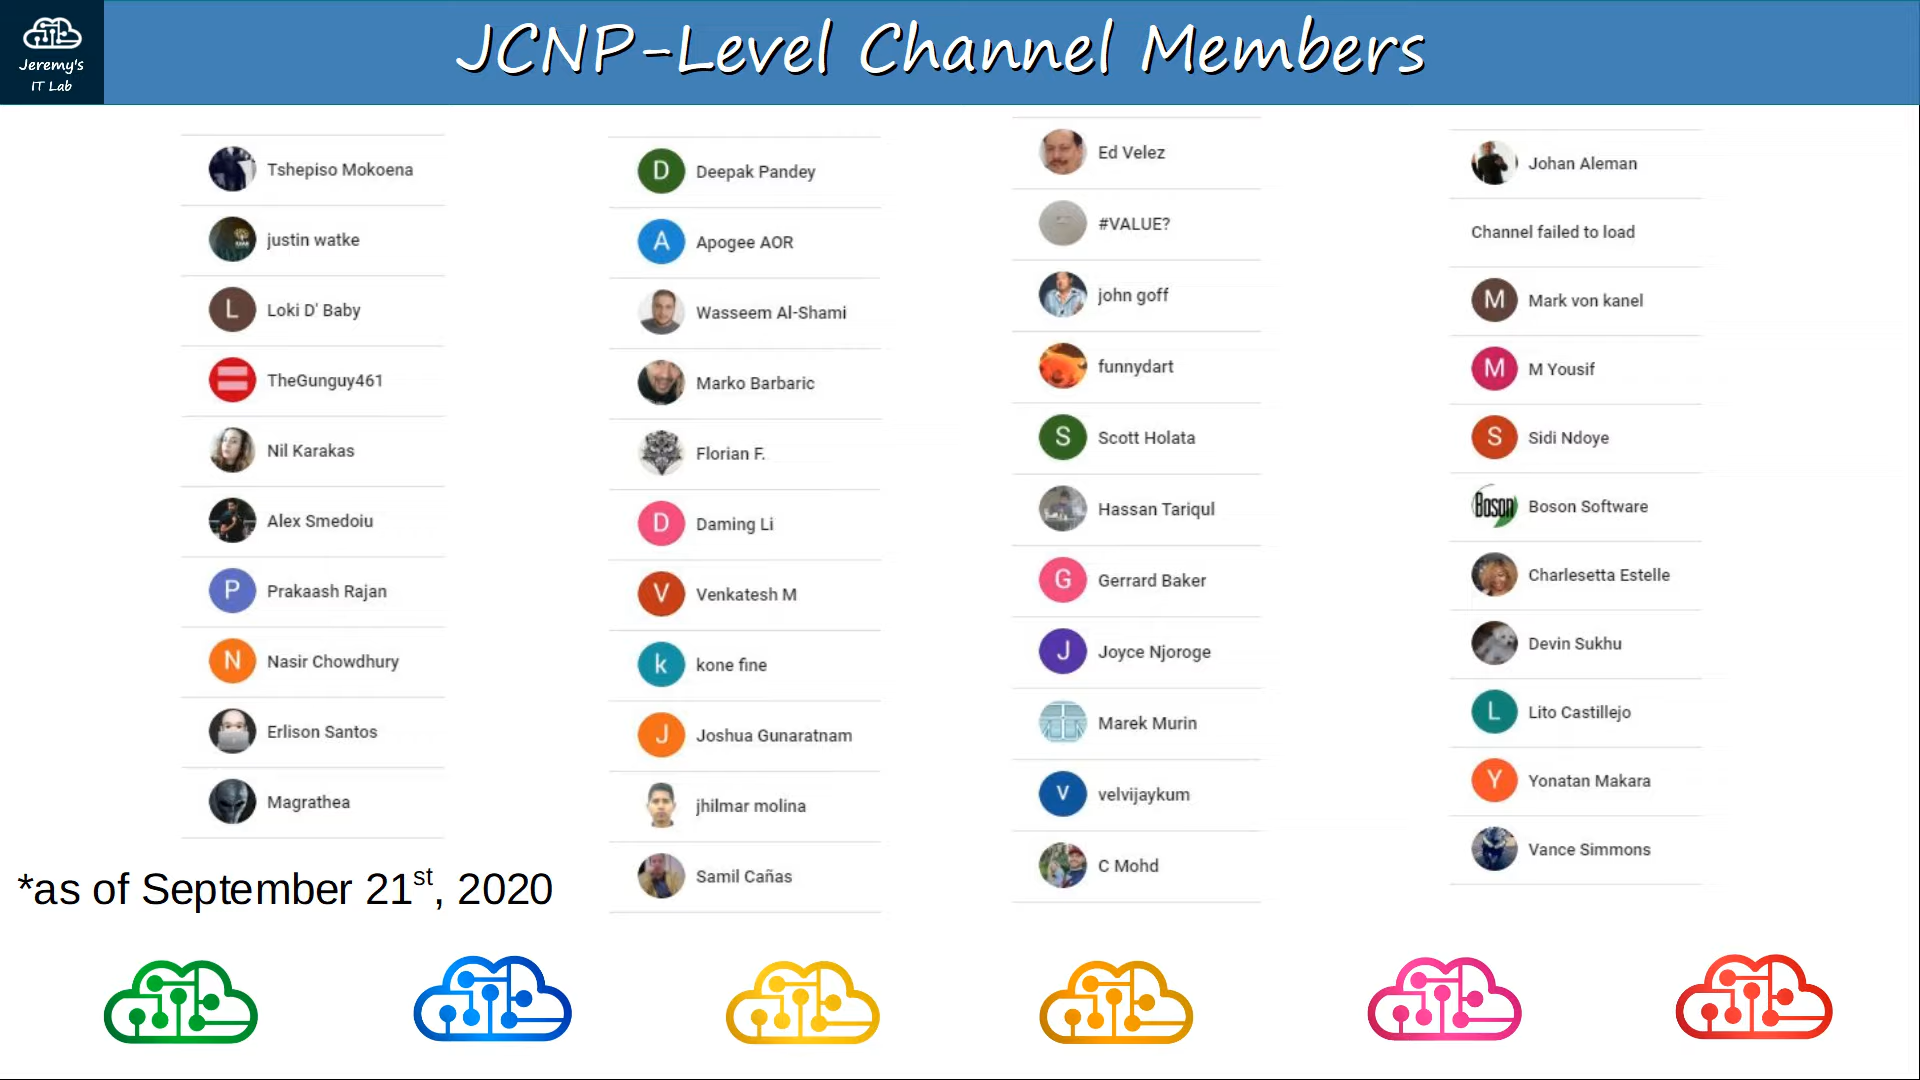 Jeremy's
IT Lab
JCNP-Level Channel Members
Tshepiso Mokoena
justin watke
L
Loki D' Baby
TheGunguy461
Nil Karakas
Alex Smedoiu
P
Prakaash Rajan
N
Nasir Chowdhury
Erlison Santos
Magrathea
D
Deepak Pandey
A
Apogee AOR
Wasseem Al-Shami
Marko Barbaric
Florian F.
D
Daming Li
V
Venkatesh M
k
kone fine
J
Joshua Gunaratnam
jhilmar molina
Samil Cañas
Ed Velez
#VALUE?
john goff
funnydart
S
Scott Holata
Hassan Tariqul
G
Gerrard Baker
J
Joyce Njoroge
Marek Murin
v
velvijaykum
C Mohd
Johan Aleman
Channel failed to load
M
Mark von kanel
M
M Yousif
S
Sidi Ndoye
Boson
Boson Software
Charlesetta Estelle
Devin Sukhu
L
Lito Castillejo
Y
Yonatan Makara
Vance Simmons
*as of September 21st, 2020